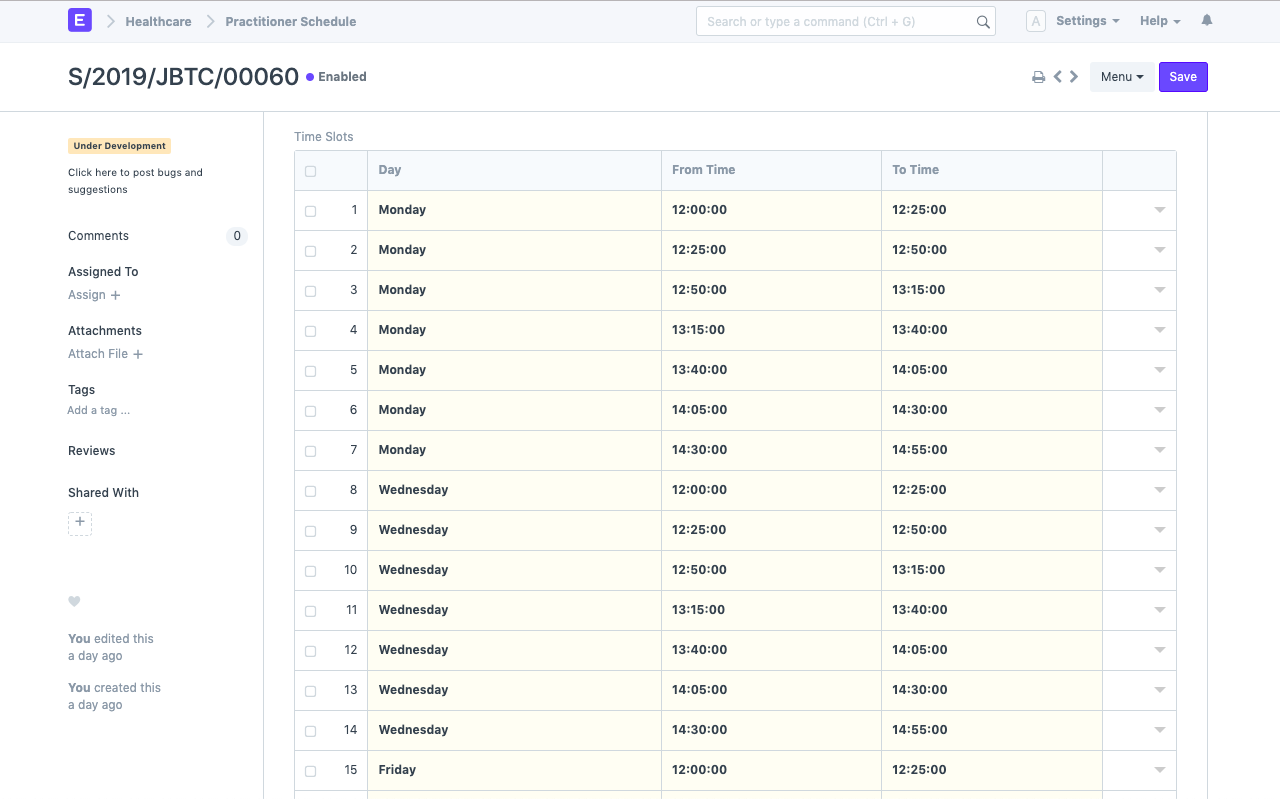 E Healthcare Practitioner Schedule Search or type a command (Ctrl + G) A Settings Help
S/2019/JBTC/00060 Enabled Menu Save
Under Development
Click here to post bugs and
suggestions
Comments 0
Assigned To
Assign +
Attachments
Attach File +
Tags
Add a tag ...
Reviews
Shared With
+
You edited this
a day ago
You created this
a day ago
Time Slots
Day From Time To Time
1 Monday 12:00:00 12:25:00
2 Monday 12:25:00 12:50:00
3 Monday 12:50:00 13:15:00
4 Monday 13:15:00 13:40:00
5 Monday 13:40:00 14:05:00
6 Monday 14:05:00 14:30:00
7 Monday 14:30:00 14:55:00
8 Wednesday 12:00:00 12:25:00
9 Wednesday 12:25:00 12:50:00
10 Wednesday 12:50:00 13:15:00
11 Wednesday 13:15:00 13:40:00
12 Wednesday 13:40:00 14:05:00
13 Wednesday 14:05:00 14:30:00
14 Wednesday 14:30:00 14:55:00
15 Friday 12:00:00 12:25:00